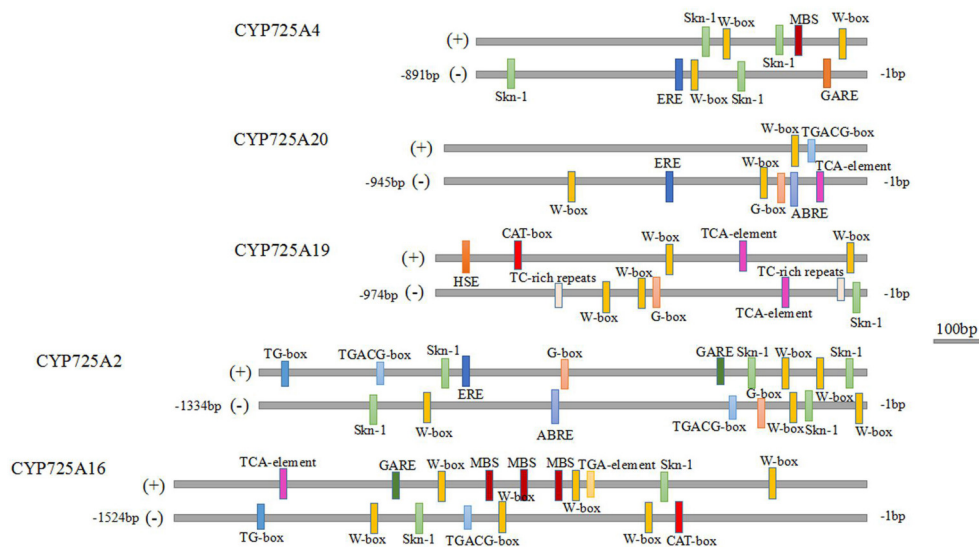 CYP725A4
Skn-1 W-box MBS W-box
(+)
Skn-1
-891bp (-) -1bp
Skn-1 ERE W-box Skn-1 GARE
CYP725A20
W-box TGACG-box
(+)
ERE W-box TCA-element
-945bp (-) -1bp
W-box G-box ABRE
CYP725A19
CAT-box W-box TCA-element W-box
(+)
HSE TC-rich repeats W-box TC-rich repeats
-974bp (-) -1bp
W-box G-box TCA-element Skn-1
100bp
CYP725A2
TG-box TGACG-box Skn-1 G-box GARE Skn-1 W-box Skn-1
(+)
ERE G-box W-box
-1334bp (-) -1bp
Skn-1 W-box ABRE TGACG-box W-box Skn-1 W-box
CYP725A16
TCA-element GARE W-box MBS MBS MBS TGA-element Skn-1 W-box
(+)
W-box W-box
-1524bp (-) -1bp
TG-box W-box Skn-1 TGACG-box W-box CAT-box